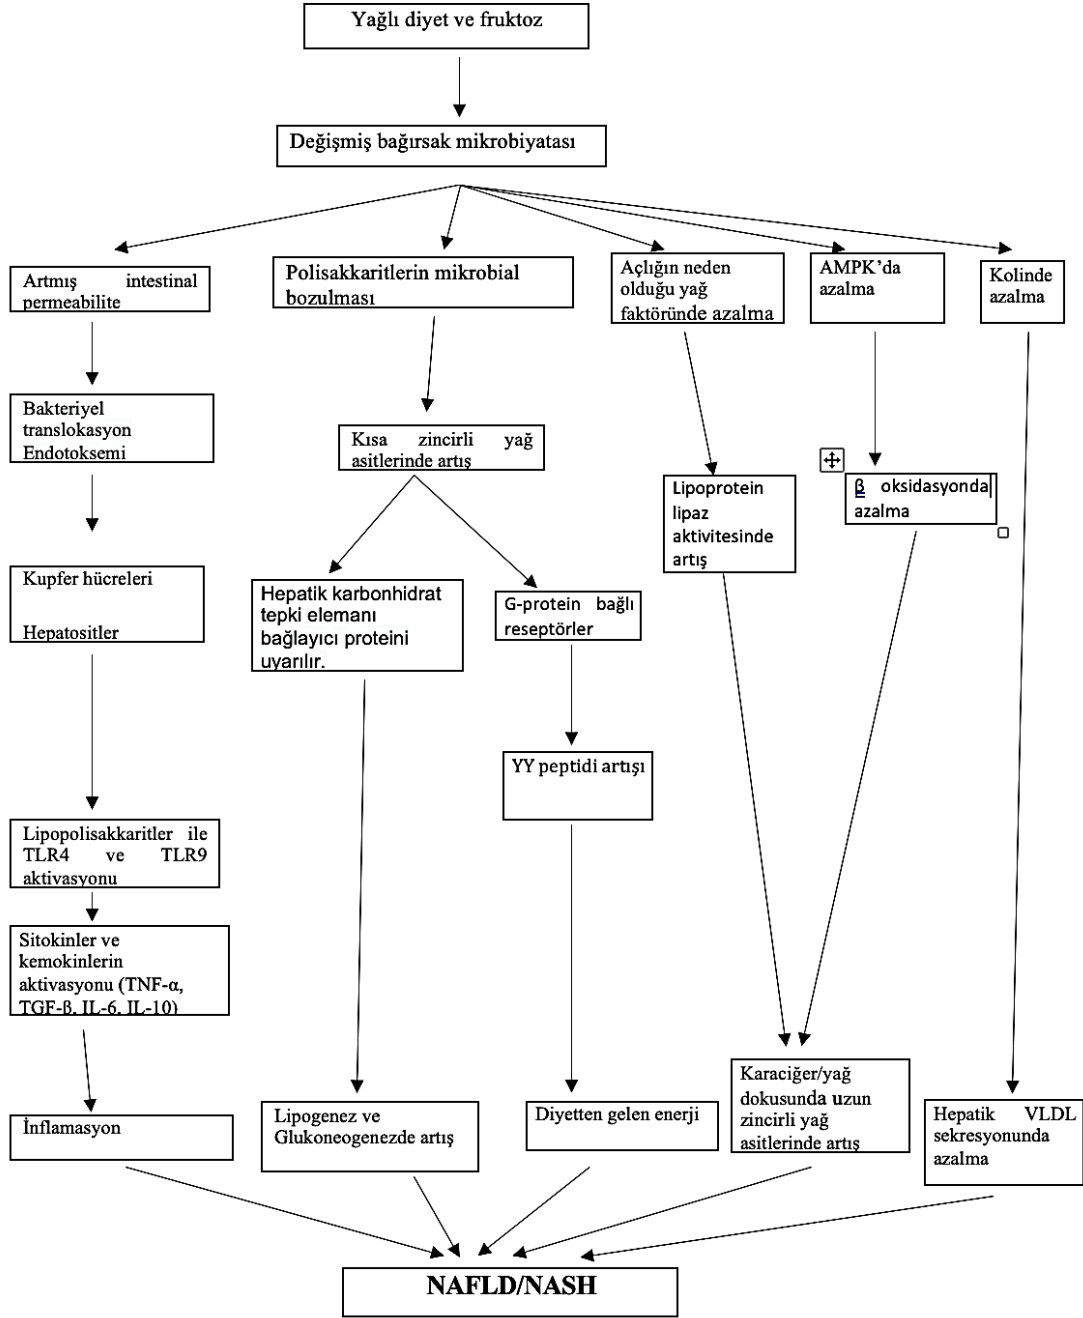 Yağlı diyet ve fruktoz
Değişmiş bağırsak mikrobiyatası
Artmış intestinal
permeabilite
Polisakkaritlerin mikrobial
bozulması
Açlığın neden
olduğu yağ
faktöründe azalma
AMPK’da
azalma
Kolinde
azalma
Bakteriyel
translokasyon
Endotoksemi
Kısa zincirli yağ
asitlerinde artış
Lipoprotein
lipaz
aktivitesinde
artış
β oksidasyonda
azalma
Kupfer hücreleri
Hepatositler
Hepatik karbonhidrat
tepki elemanı
bağlayıcı proteini
uyarılır.
G-protein bağlı
reseptörler
YY peptidi artışı
Lipopolisakkaritler ile
TLR4 ve TLR9
aktivasyonu
Sitokinler ve
kemokinlerin
aktivasyonu (TNF-α,
TGF-β, IL-6, IL-10)
İnflamasyon
Lipogenez ve
Glukoneogenezde artış
Diyetten gelen enerji
Karaciğer/yağ
dokusunda uzun
zincirli yağ
asitlerinde artış
Hepatik VLDL
sekresyonunda
azalma
NAFLD/NASH